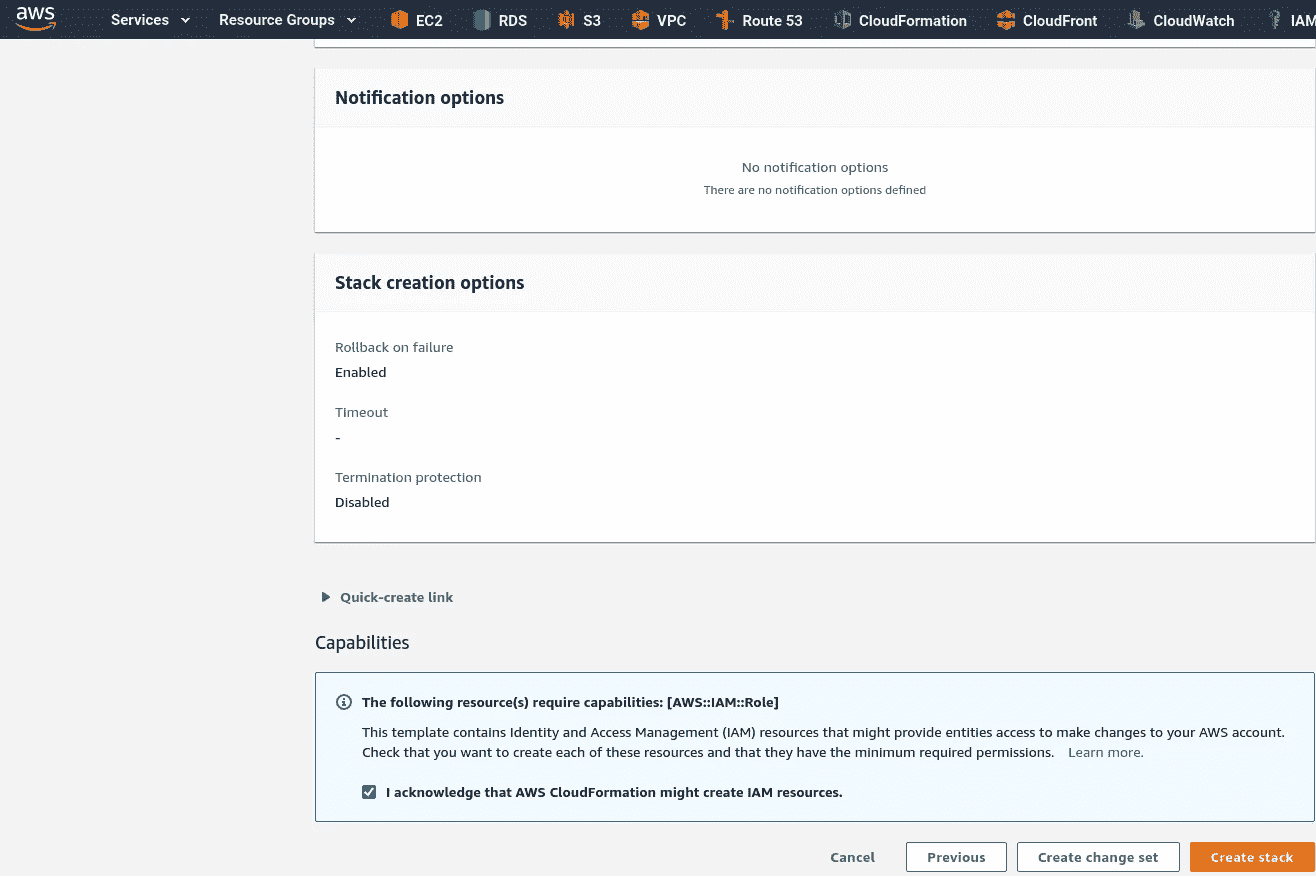 aws Services Resource Groups EC2 RDS S3 VPC Route 53 CloudFormation CloudFront CloudWatch IAM
Notification options
No notification options
There are no notification options defined
Stack creation options
Rollback on failure
Enabled
Timeout
-
Termination protection
Disabled
Quick-create link
Capabilities
The following resource(s) require capabilities: [AWS::IAM::Role]
This template contains Identity and Access Management (IAM) resources that might provide entities access to make changes to your AWS account.
Check that you want to create each of these resources and that they have the minimum required permissions. Learn more.
I acknowledge that AWS CloudFormation might create IAM resources.
Cancel Previous Create change set Create stack